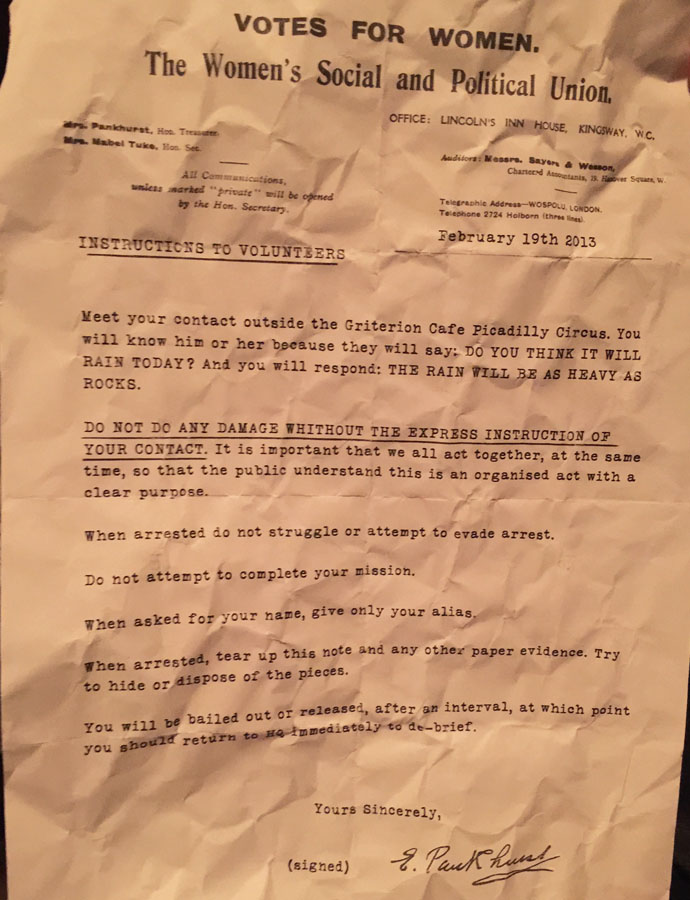 VOTES FOR WOMEN.
The Women's Social and Political Union.
OFFICE: LINCOLN'S INN HOUSE, KINGSWAY, W.C.
Mrs. Pankhurst, Hon. Treasurer.
Mrs. Mabel Tuke, Hon. Sec.
All Communications,
unless marked "private" will be opened
by the Hon. Secretary.
Auditors: Messrs. Sayers & Wesson,
Chartered Accountants, 19, Hanover Square, W.
Telegraphic Address—WOSPOLU, LONDON.
Telephone 2724 Holborn (three lines).
February 19th 2013
INSTRUCTIONS TO VOLUNTEERS
Meet your contact outside the Griterion Cafe Picadilly Circus. You
will know him or her because they will say: DO YOU THINK IT WILL
RAIN TODAY? And you will respond: THE RAIN WILL BE AS HEAVY AS
ROCKS.
DO NOT DO ANY DAMAGE WHITHOUT THE EXPRESS INSTRUCTION OF
YOUR CONTACT. It is important that we all act together, at the same
time, so that the public understand this is an organised act with a
clear purpose.
When arrested do not struggle or attempt to evade arrest.
Do not attempt to complete your mission.
When asked for your name, give only your alias.
When arrested, tear up this note and any other paper evidence. Try
to hide or dispose of the pieces.
You will be bailed out or released, after an interval, at which point
you should return to HQ immediately to de-brief.
Yours Sincerely,
(signed) E. Pankhurst